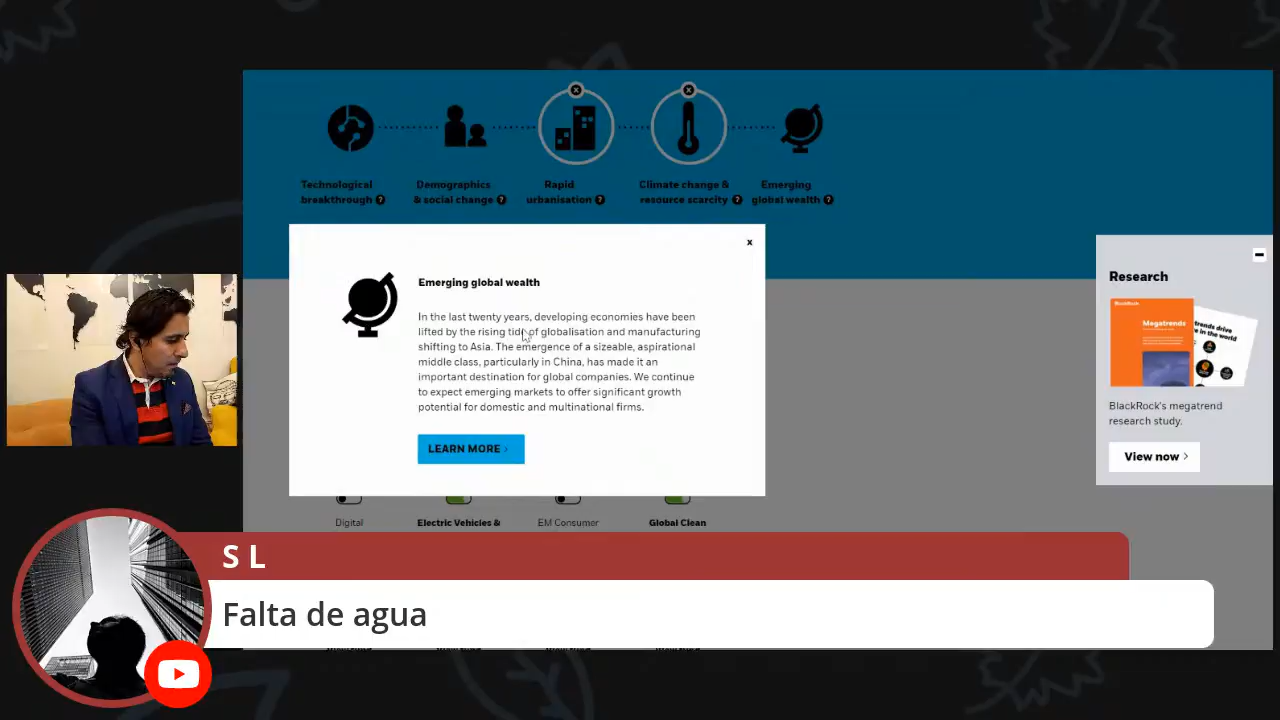 Technological
breakthrough ?
Demographics
& social change ?
Rapid
urbanisation ?
Climate change &
resource scarcity ?
Emerging
global wealth ?
x
Emerging global wealth
In the last twenty years, developing economies have been
lifted by the rising tide of globalisation and manufacturing
shifting to Asia. The emergence of a sizeable, aspirational
middle class, particularly in China, has made it an
important destination for global companies. We continue
to expect emerging markets to offer significant growth
potential for domestic and multinational firms.
LEARN MORE >
Research
BlackRock
Megatrends
BlackRock's megatrend
research study.
View now >
Digital
Electric Vehicles &
EM Consumer
Global Clean
S L
Falta de agua